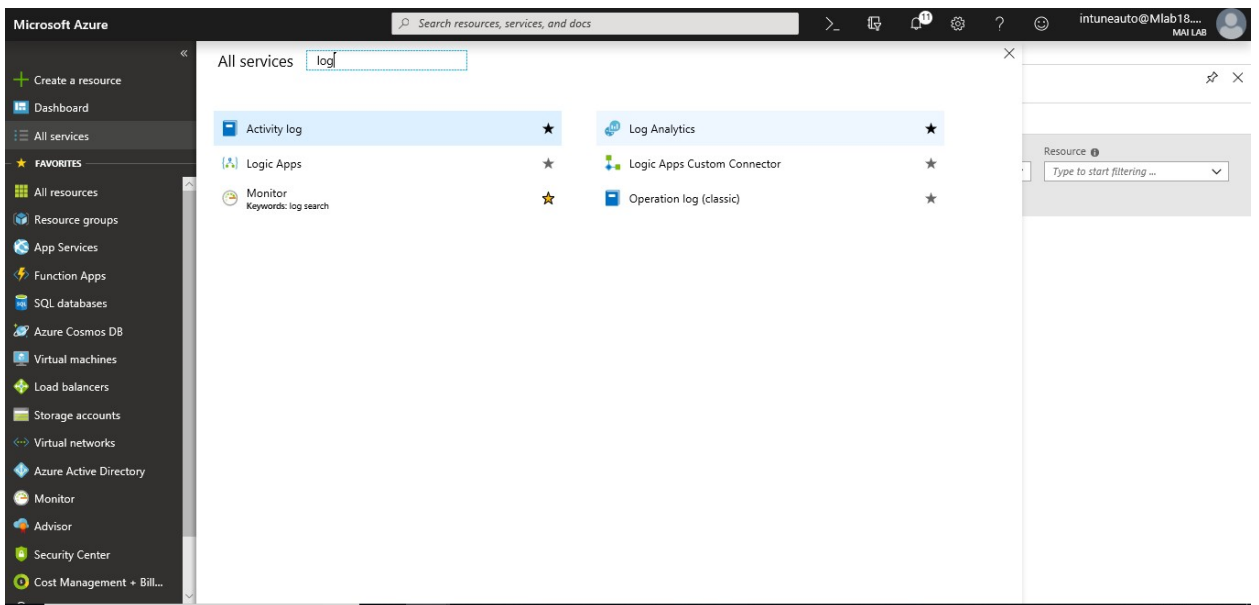 Microsoft Azure
Search resources, services, and docs
11
intuneauto@Mlab18....
MAI LAB
Create a resource
Dashboard
All services
FAVORITES
All resources
Resource groups
App Services
Function Apps
SQL databases
Azure Cosmos DB
Virtual machines
Load balancers
Storage accounts
Virtual networks
Azure Active Directory
Monitor
Advisor
Security Center
Cost Management + Bill...
All services log
Activity log
Log Analytics
Logic Apps
Logic Apps Custom Connector
Monitor
Keywords: log search
Operation log (classic)
Resource
Type to start filtering ...